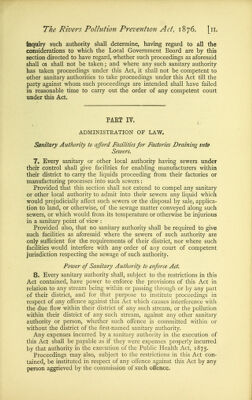 The Rivers Pollution Prevention Act, 1876. [11.
inquiry such authority shall determine, having regard to all the
considerations to which the Local Government Board are by this
section directed to have regard, whether such proceedings as aforesaid
shall or shall not be taken; and where any such sanitary authority
has taken proceedings under this Act, it shall not be competent to
other sanitary authorities to take proceedings under this Act till the
party against whom such proceedings are intended shall have failed
in reasonable time to carry out the order of any competent court
under this Act.
PART IV.
ADMINISTRATION OF LAW.
Sanitary Authority to afford Facilities for Factories Draining into
Sewers.
7. Every sanitary or other local authority having sewers under
their control shall give facilities for enabling manufacturers within
their district to carry the liquids proceeding from their factories or
manufacturing processes into such sewers:
Provided that this section shall not extend to compel any sanitary
or other local authority to admit into their sewers any liquid which
would prejudicially affect such sewers or the disposal by sale, applica-
tion to land, or otherwise, of the sewage matter conveyed along such
sewers, or which would from its temperature or otherwise be injurious
in a sanitary point of view:
Provided also, that no sanitary authority shall be required to give
such facilities as aforesaid where the sewers of such authority are
only sufficient for the requirements of their district, nor where such
facilities would interfere with any order of any court of competent
jurisdiction respecting the sewage of such authority.
Power of Sanitary Authority to enforce Act.
8. Every sanitary authority shall, subject to the restrictions in this
Act contained, have power to enforce the provisions of this Act in
relation to any stream being within or passing through or by any part
of their district, and for that purpose to institute proceedings in
respect of any offence against this Act which causes interference with
the due flow within their district of any such stream, or the pollution
within their district of any such stream, against any other sanitary
authority or person, whether such offence is committed within or
without the district of the first-named sanitary authority.
Any expenses incurred by a sanitary authority in the execution of
this Act shall be payable as if they were expenses properly incurred
by that authority in the execution of the Public Health Act, 1875.
Proceedings may also, subject to the restrictions in this Act con-
tained, be instituted in respect of any offence against this Act by any
person aggrieved by the commission of such offence.